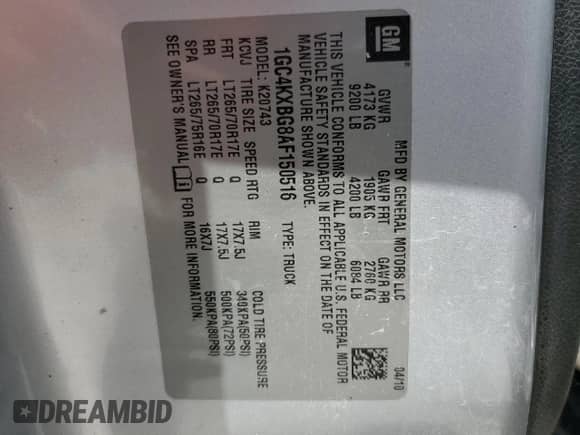 GM
MFD BY GENERAL MOTORS LLC
04/10
GVWR GAWR FRT GAWR RR
4173 KG 1905 KG 2760 KG
9200 LB 4200 LB 6084 LB
THIS VEHICLE CONFORMS TO ALL APPLICABLE U.S. FEDERAL MOTOR
VEHICLE SAFETY STANDARDS IN EFFECT ON THE DATE OF
MANUFACTURE SHOWN ABOVE.
1GC4KXBG8AF150516 TYPE: TRUCK
MODEL: K20743
KCVJ TIRE SIZE SPEED RTG RIM COLD TIRE PRESSURE
FRT LT265/70R17E Q 17X7.5J 345KPA(50PSI)
RR LT265/70R17E Q 17X7.5J 500KPA(72PSI)
SPA LT265/75R16E Q 16X7J 550KPA(80PSI)
SEE OWNER'S MANUAL FOR MORE INFORMATION.
DREAMBID